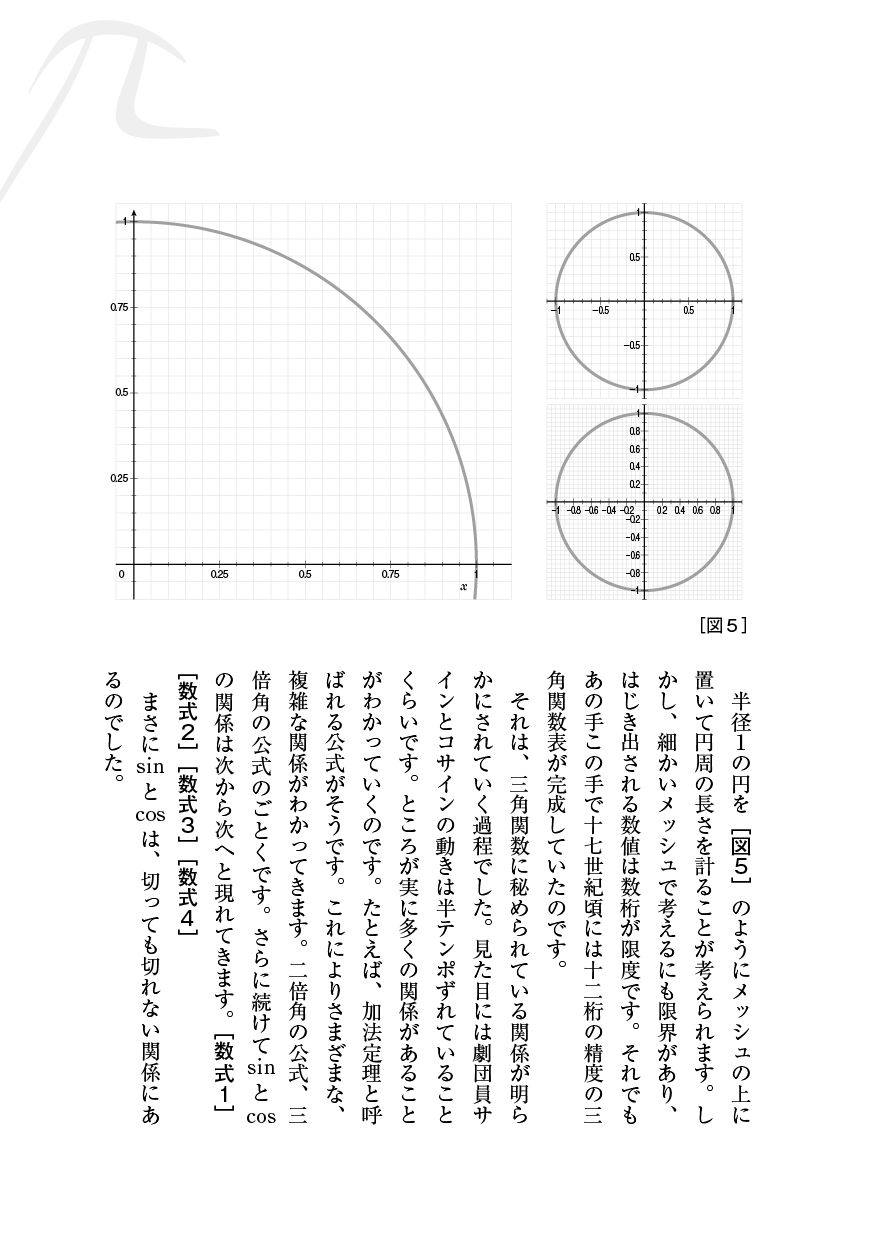 1
0.75
0.5
0.25
0
0.25
0.5
0.75
1
x
1
0.5
−1
−0.5
0.5
1
−0.5
−1
1
0.8
0.6
0.4
0.2
−1
−0.8
−0.6
−0.4
−0.2
0.2
0.4
0.6
0.8
1
−0.2
−0.4
−0.6
−0.8
−1
［図５］
半径１の円を［図５］のようにメッシュの上に
置いて円周の長さを計ることが考えられます。し
かし、細かいメッシュで考えるにも限界があり、
はじき出される数値は数桁が限度です。それでも
あの手この手で十七世紀頃には十二桁の精度の三
角関数表が完成していたのです。
それは、三角関数に秘められている関係が明ら
かにされていく過程でした。見た目には劇団員サ
インとコサインの動きは半テンポずれていること
くらいです。ところが実に多くの関係があること
がわかっていくのです。たとえば、加法定理と呼
ばれる公式がそうです。これによりさまざまな、
複雑な関係がわかってきます。二倍角の公式、三
倍角の公式のごとくです。さらに続けて sin と cos
の関係は次から次へと現れてきます。［数式１］
［数式２］［数式３］［数式４］
まさに sin と cos は、切っても切れない関係にあ
るのでした。